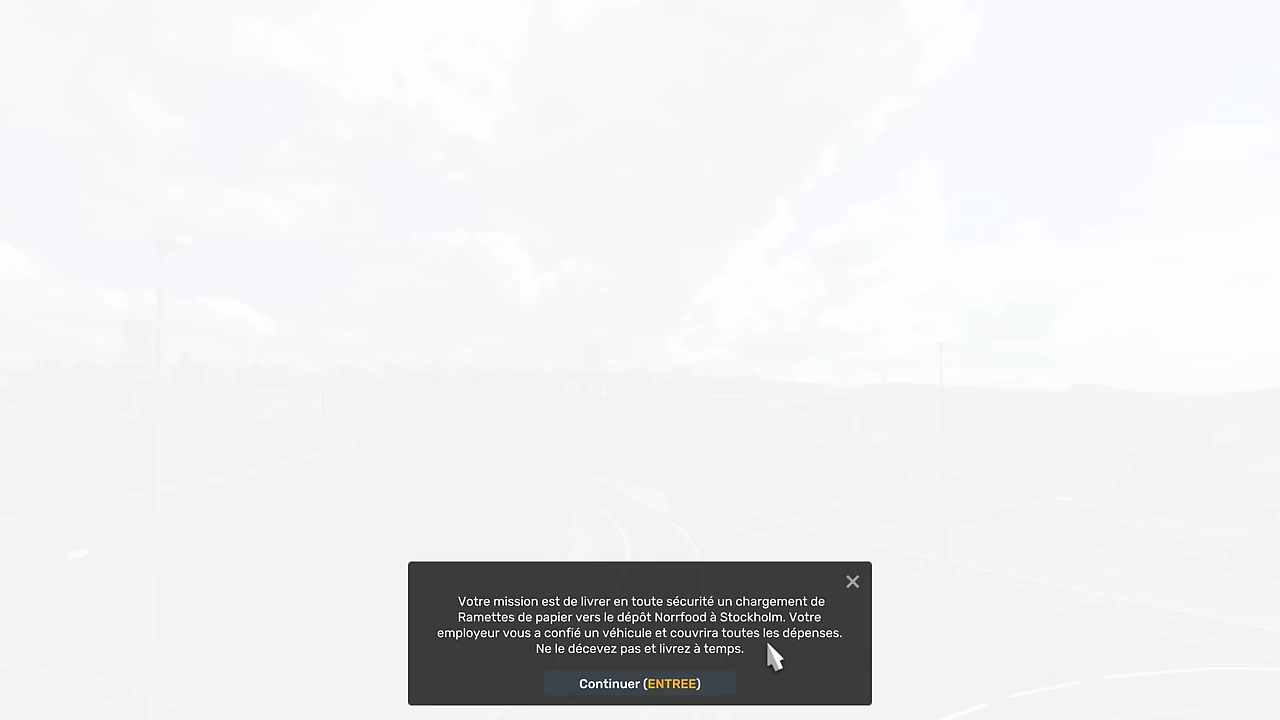 Votre mission est de livrer en toute sécurité un chargement de
Ramettes de papier vers le dépôt Norrfood à Stockholm. Votre
employeur vous a confié un véhicule et couvrira toutes les dépenses.
Ne le décevez pas et livrez à temps.
Continuer (ENTREE)